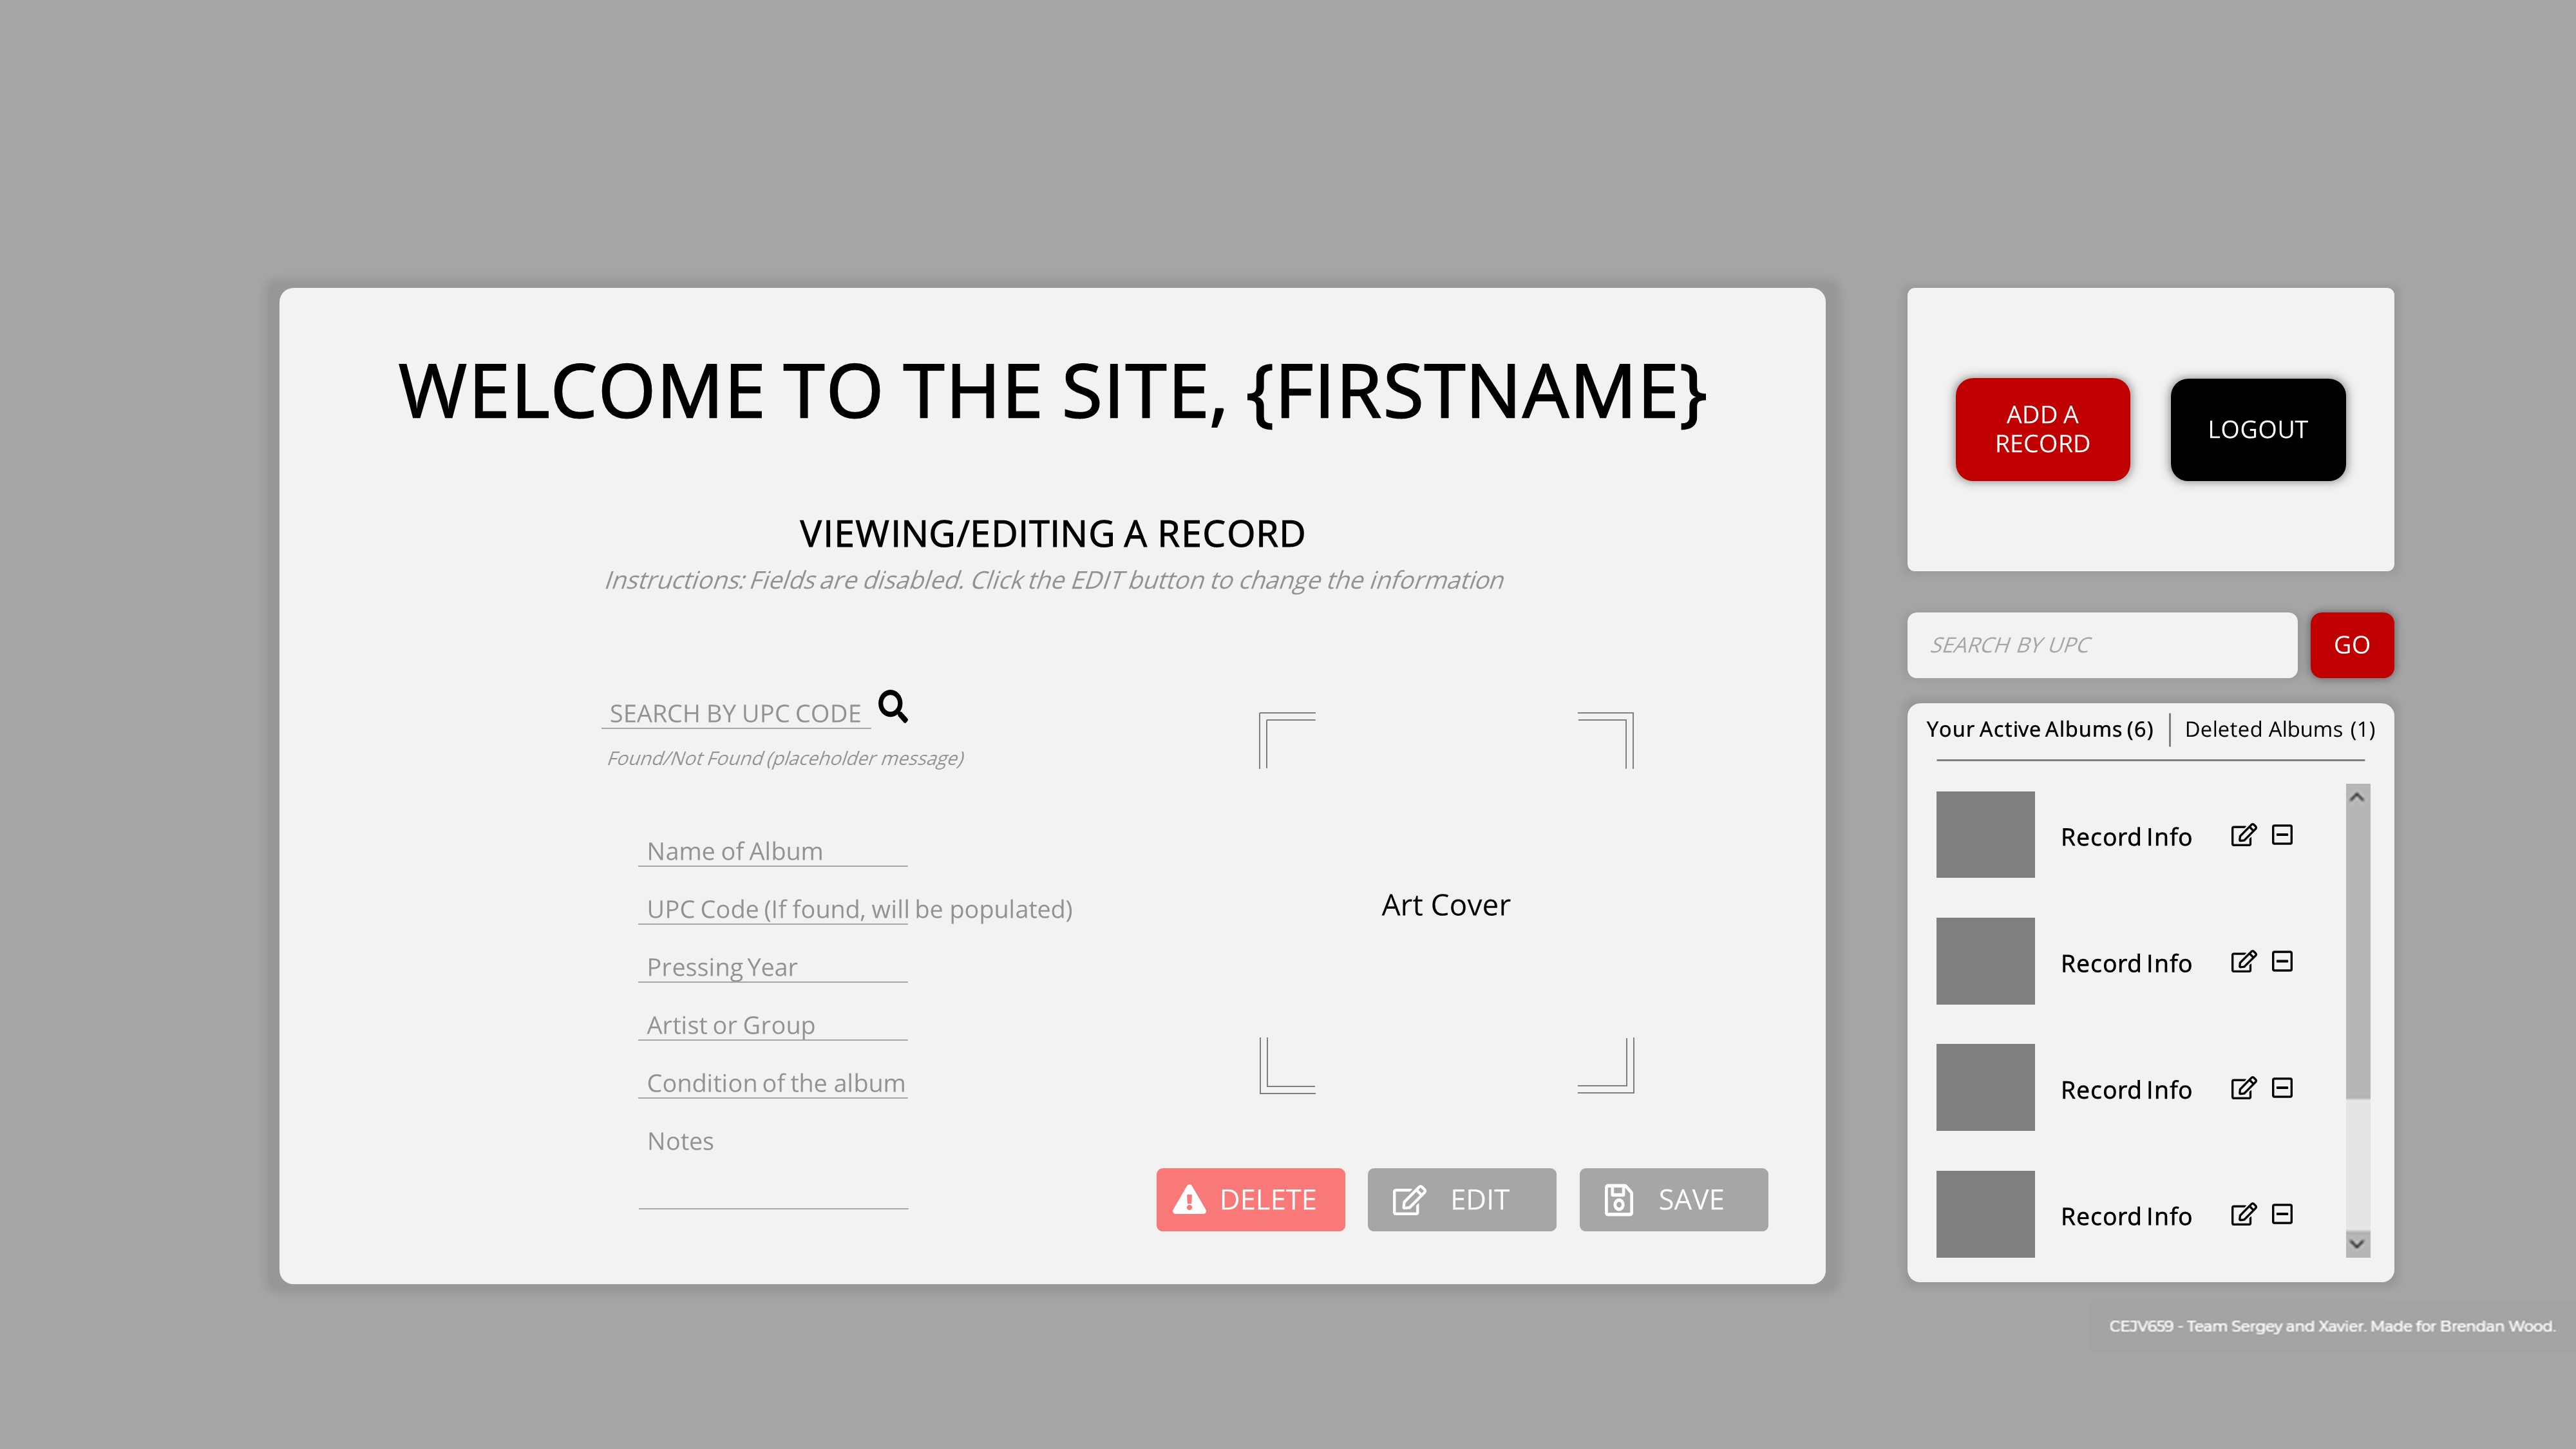 WELCOME TO THE SITE, {FIRSTNAME}
VIEWING/EDITING A RECORD
Instructions: Fields are disabled. Click the EDIT button to change the information
SEARCH BY UPC CODE
Found/Not Found (placeholder message)
Name of Album
UPC Code (If found, will be populated)
Pressing Year
Artist or Group
Condition of the album
Notes
Art Cover
DELETE
EDIT
SAVE
ADD A
RECORD
LOGOUT
SEARCH BY UPC
GO
Your Active Albums (6)
Deleted Albums (1)
Record Info
Record Info
Record Info
Record Info
CEJV659 - Team Sergey and Xavier. Made for Brendan Wood.